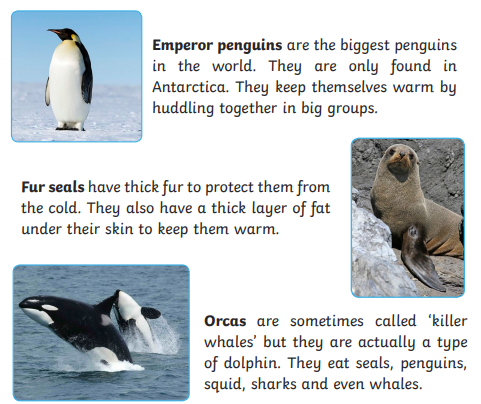 Emperor penguins are the biggest penguins
in the world. They are only found in
Antarctica. They keep themselves warm by
huddling together in big groups.
Fur seals have thick fur to protect them from
the cold. They also have a thick layer of fat
under their skin to keep them warm.
Orcas are sometimes called ‘killer
whales’ but they are actually a type
of dolphin. They eat seals, penguins,
squid, sharks and even whales.